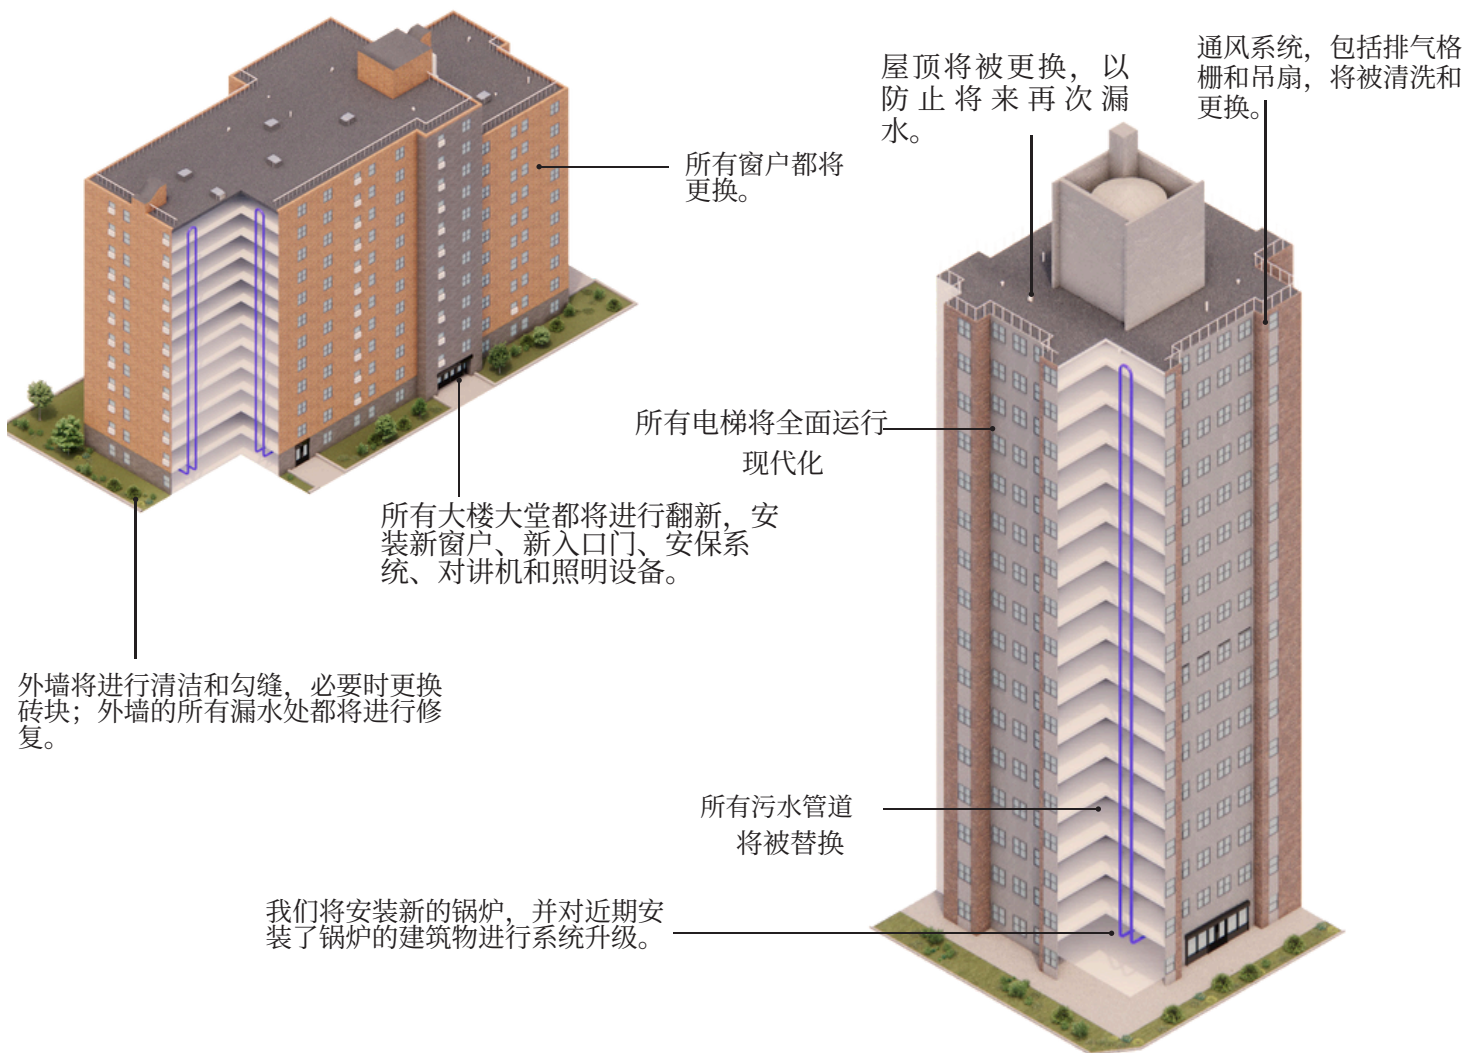 屋顶将被更换，以
防止将来再次漏
水。
通风系统，包括排气格
栅和吊扇，将被清洗和
更换。
所有窗户都将
更换。
所有电梯将全面运行
现代化
所有大楼大堂都将进行翻新，安
装新窗户、新入口门、安保系
统、对讲机和照明设备。
外墙将进行清洁和勾缝，必要时更换
砖块；外墙的所有漏水处都将进行修
复。
所有污水管道
将被替换
我们将安装新的锅炉，并对近期安
装了锅炉的建筑物进行系统升级。